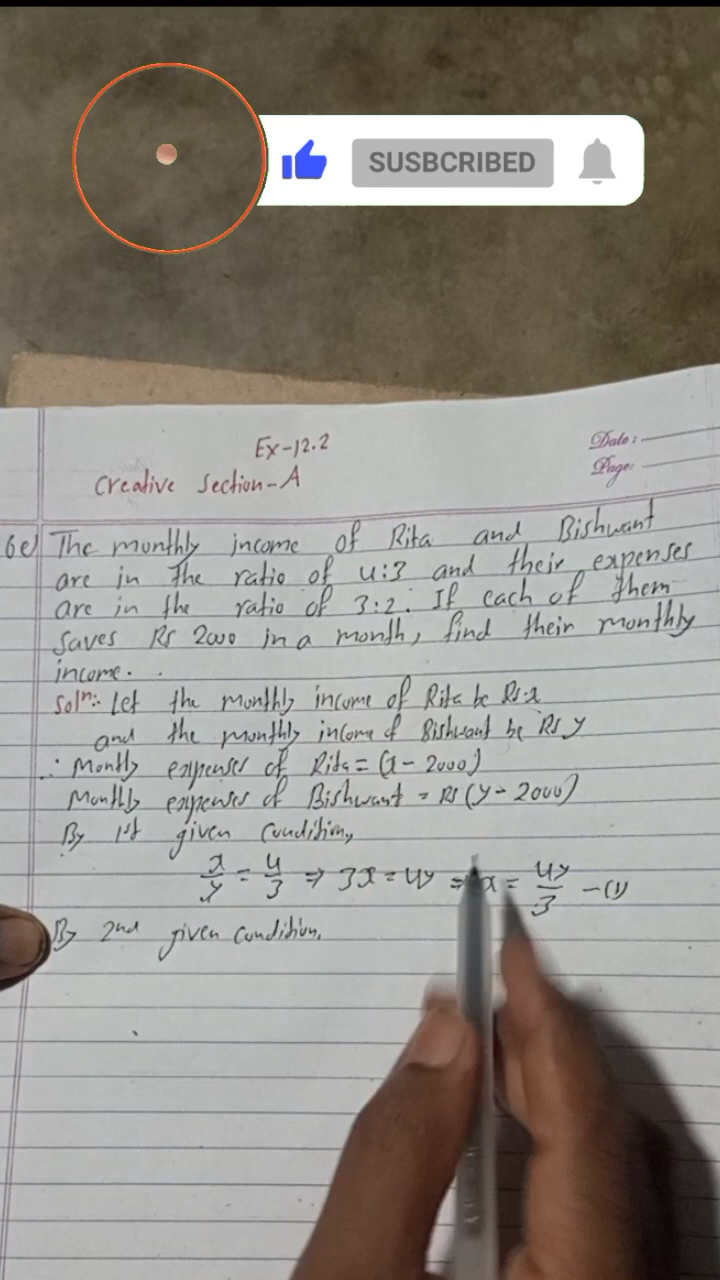 SUSBCRIBED
Ex-12.2
Date:
Creative Section-A
Page:
6e) The monthly income of Rita and Bishwant
are in the ratio of 4:3 and their expenses
are in the ratio of 3:2. If each of them
saves Rs 2000 in a month, find their monthly
income.
Soln:- Let the monthly income of Rita be Rs.x
and the monthly income of Bishwant be Rs y
∴ Monthly expenses of Rita = (x - 2000)
Monthly expenses of Bishwant = Rs (y - 2000)
By 1st given condition,
x/y = 4/3 ⇒ 3x = 4y ⇒ x = 4y/3 - (1)
By 2nd given condition,